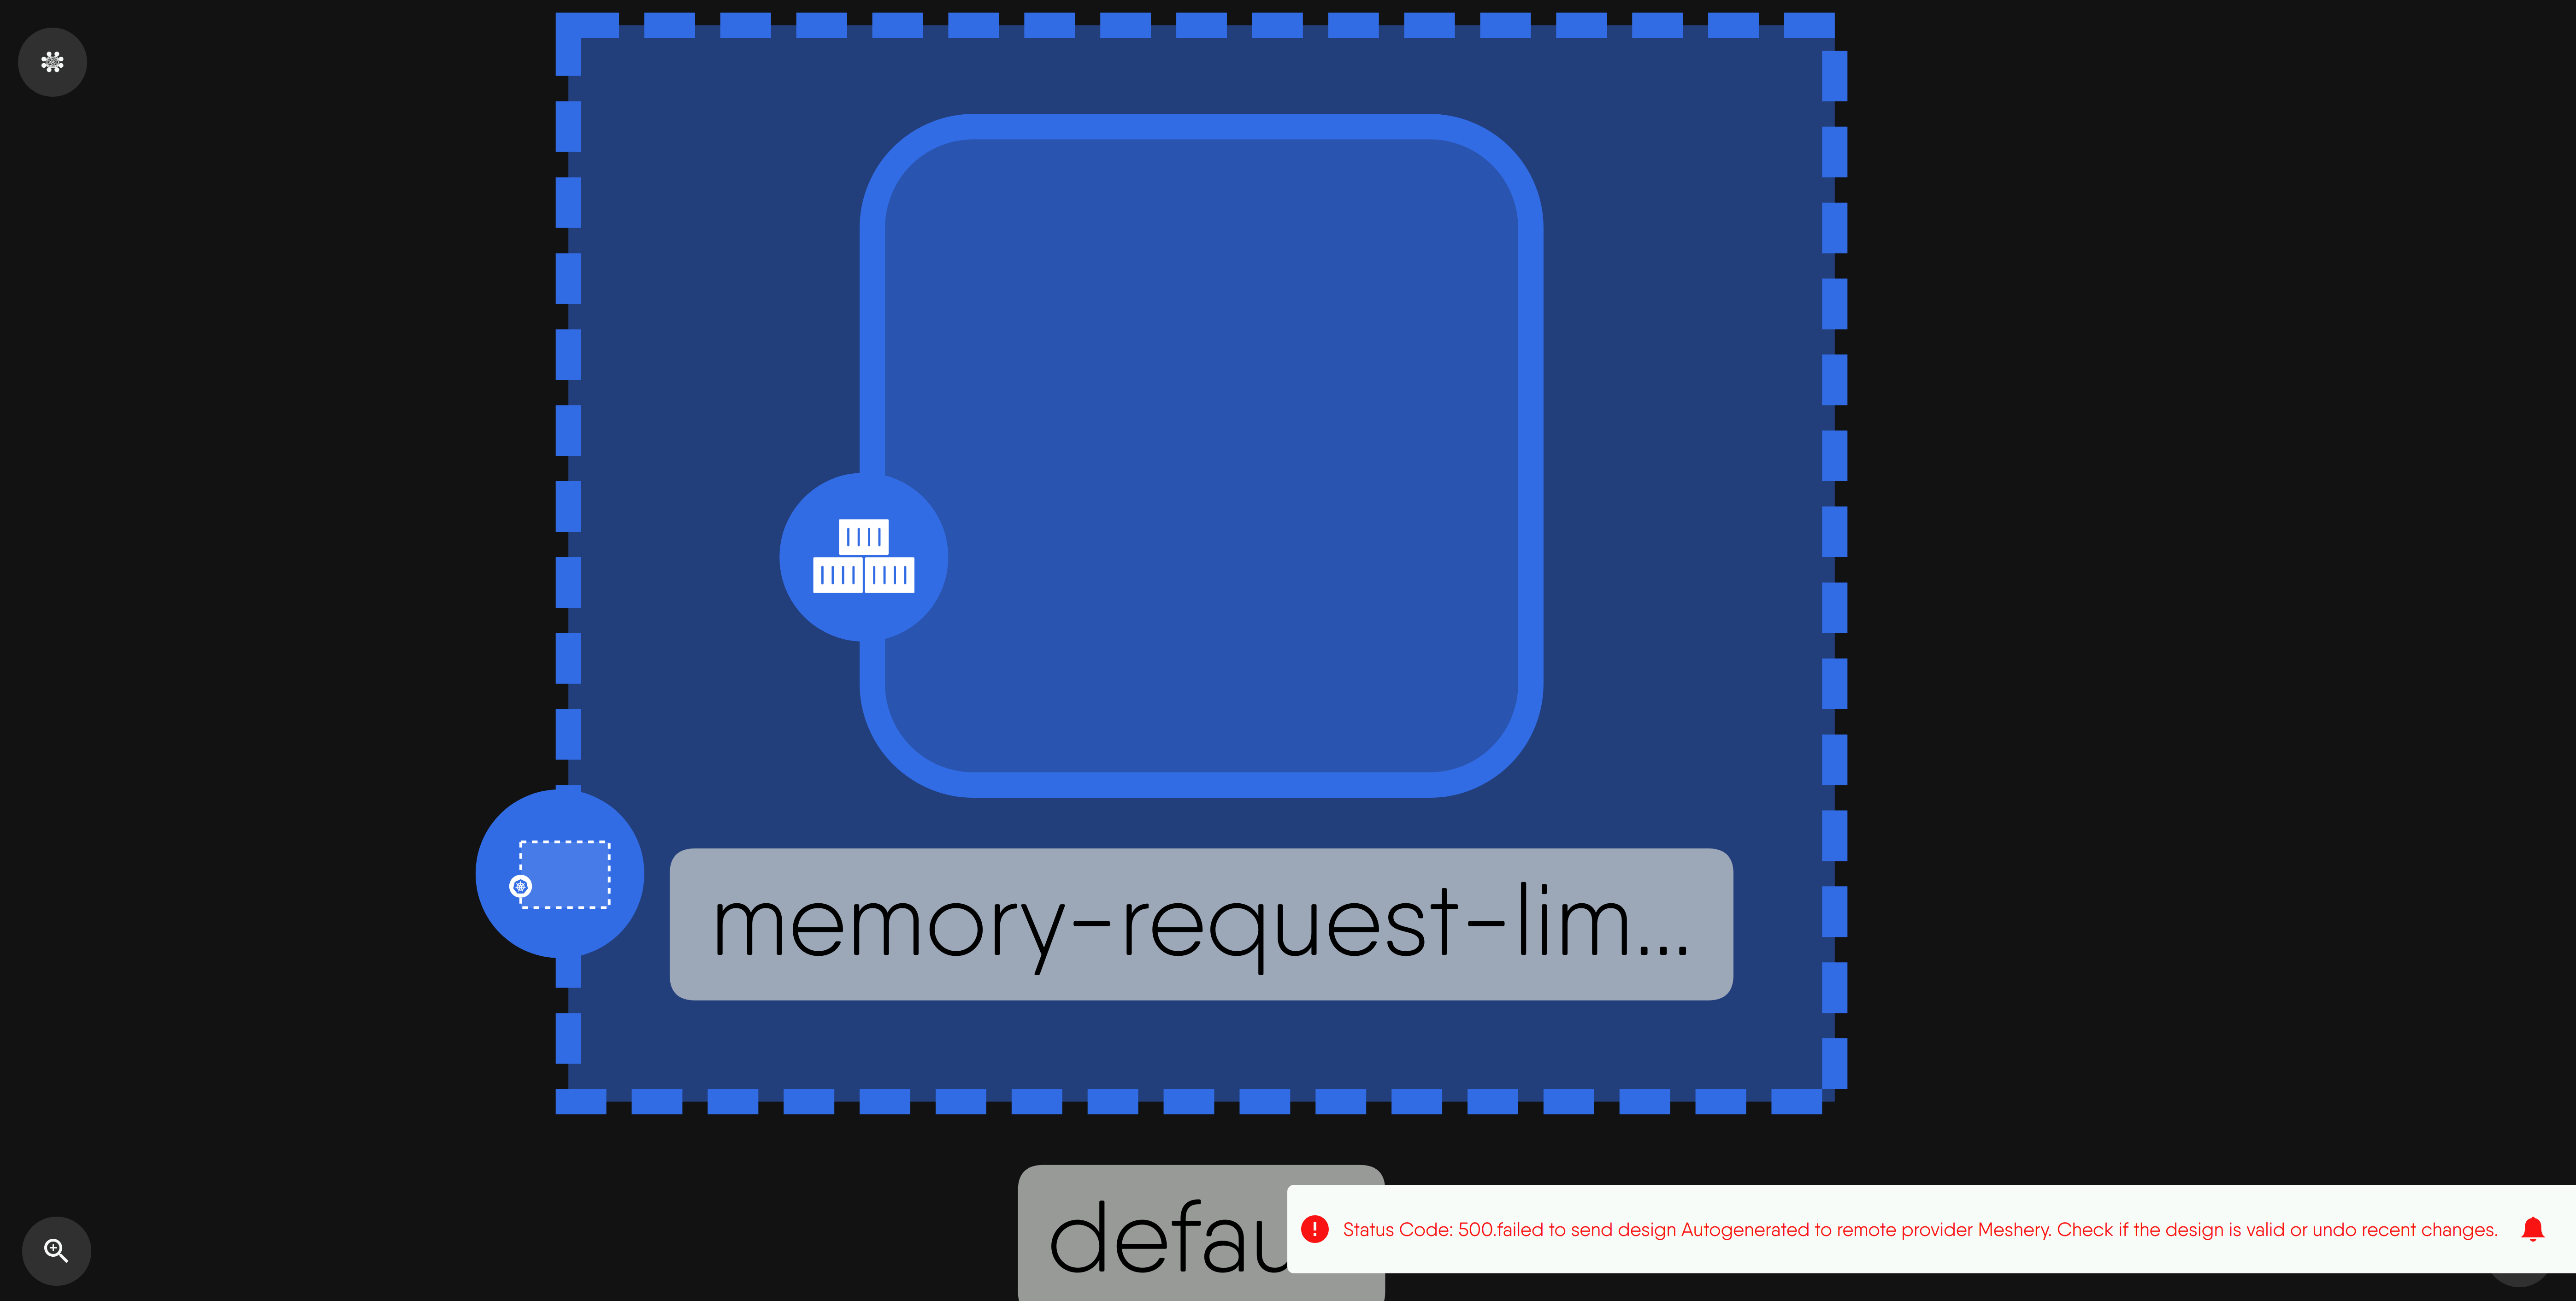 memory-request-lim...
defau
Status Code: 500.failed to send design Autogenerated to remote provider Meshery. Check if the design is valid or undo recent changes.